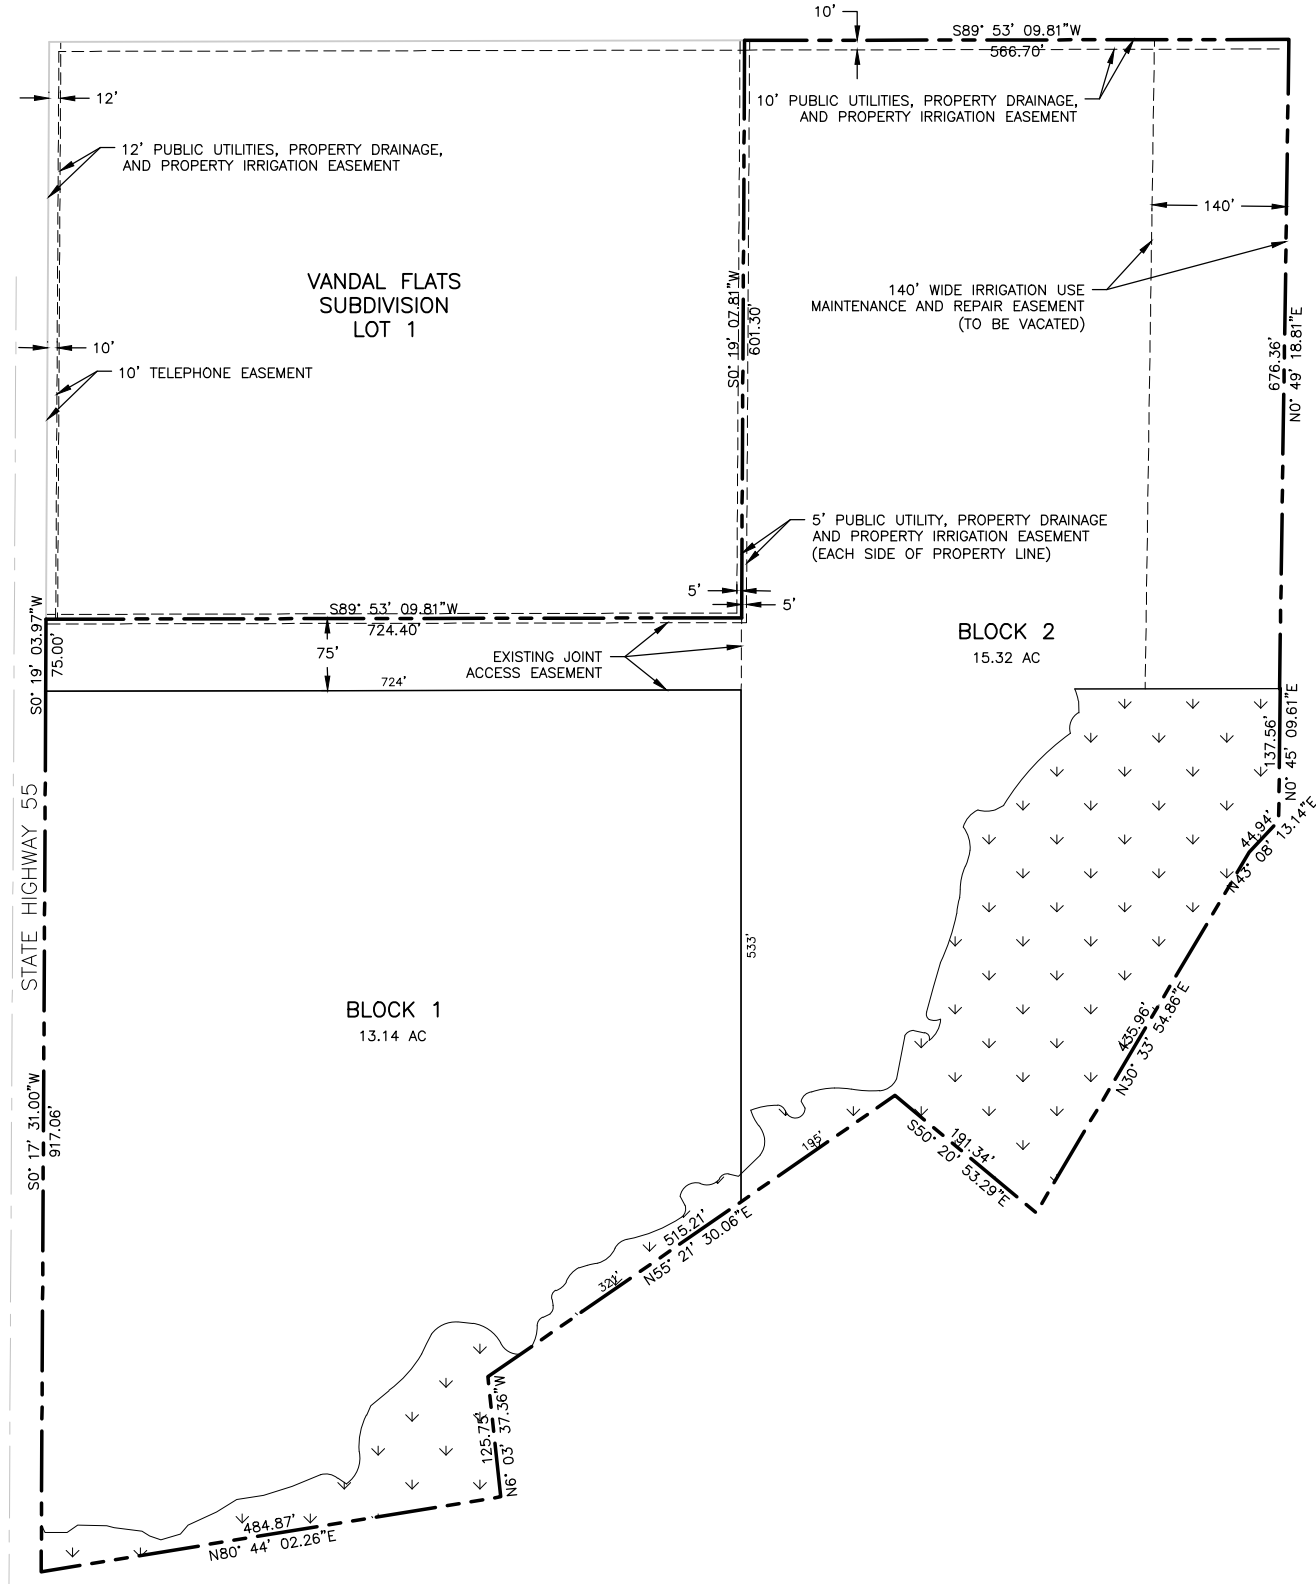 10'
S89° 53' 09.81"W
566.70'
12'
10' PUBLIC UTILITIES, PROPERTY DRAINAGE,
AND PROPERTY IRRIGATION EASEMENT
12' PUBLIC UTILITIES, PROPERTY DRAINAGE,
AND PROPERTY IRRIGATION EASEMENT
140'
VANDAL FLATS
SUBDIVISION
LOT 1
S0° 19' 07.81"W
601.30'
140' WIDE IRRIGATION USE
MAINTENANCE AND REPAIR EASEMENT
(TO BE VACATED)
676.36'
N0° 49' 18.81"E
10'
10' TELEPHONE EASEMENT
5' PUBLIC UTILITY, PROPERTY DRAINAGE
AND PROPERTY IRRIGATION EASEMENT
(EACH SIDE OF PROPERTY LINE)
5'
5'
S89° 53' 09.81"W
724.40'
S0° 19' 03.97"W
75.00'
75'
EXISTING JOINT
ACCESS EASEMENT
724'
BLOCK 2
15.32 AC
137.56'
N0° 45' 09.61"E
44.94'
N43° 08' 13.14"E
STATE HIGHWAY 55
533'
BLOCK 1
13.14 AC
435.96'
N30° 33' 54.86"E
S0° 17' 31.00"W
917.06'
195'
191.34'
S50° 20' 53.29"E
515.21'
N55° 21' 30.06"E
321'
125.75'
N6° 03' 37.36"W
484.87'
N80° 44' 02.26"E